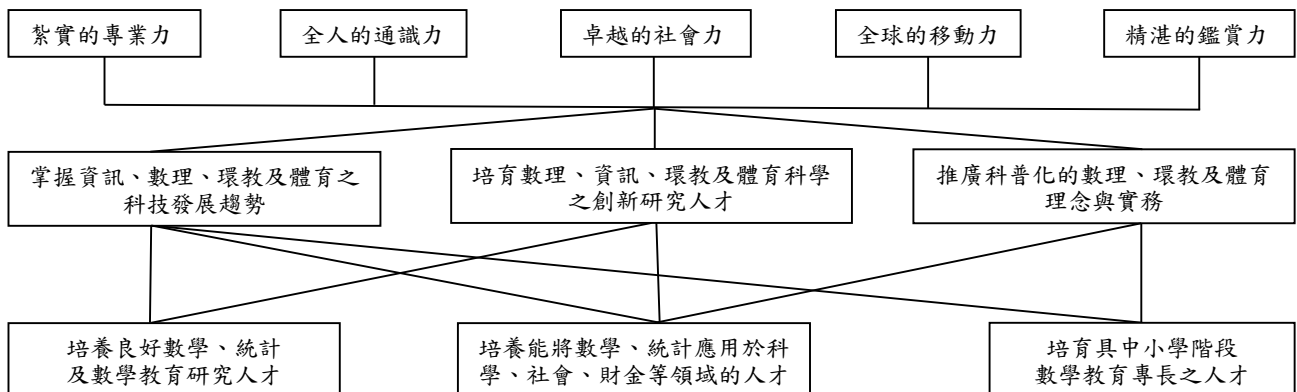 紮實的專業力
全人的通識力
卓越的社會力
全球的移動力
精湛的鑑賞力
掌握資訊、數理、環教及體育之
科技發展趨勢
培育數理、資訊、環教及體育科學
之創新研究人才
推廣科普化的數理、環教及體育
理念與實務
培養良好數學、統計
及數學教育研究人才
培養能將數學、統計應用於科
學、社會、財金等領域的人才
培育具中小學階段
數學教育專長之人才